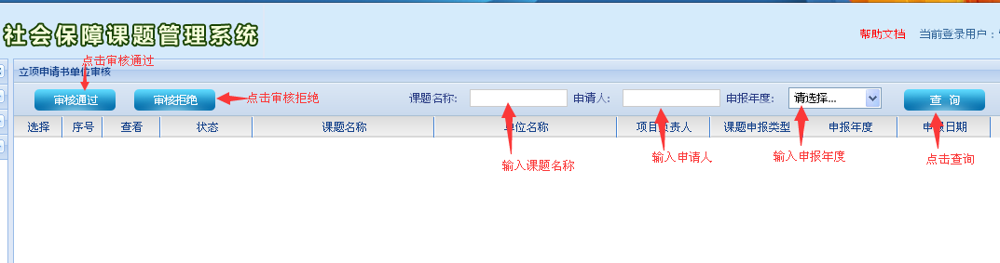 社会保障课题管理系统
帮助文档 当前登录用户：
点击审核通过
立项申请书单位审核
审核通过 审核拒绝 点击审核拒绝 课题名称: 申请人: 申报年度: 请选择... 查 询
选择 序号 查看 状态 课题名称 单位名称 项目负责人 课题申报类型 申报年度 申报日期
输入课题名称 输入申请人 输入申报年度 点击查询